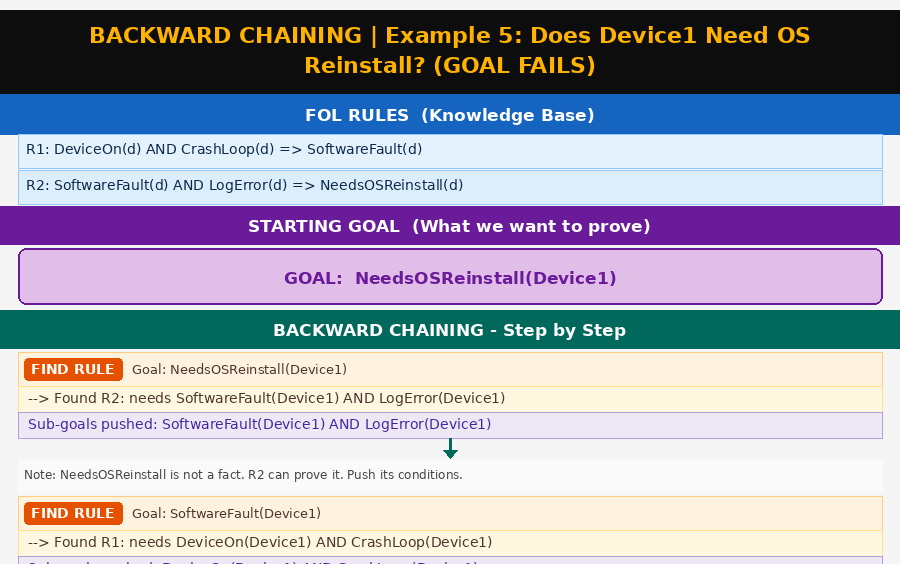 BACKWARD CHAINING | Example 5: Does Device1 Need OS
Reinstall? (GOAL FAILS)
FOL RULES (Knowledge Base)
R1: DeviceOn(d) AND CrashLoop(d) => SoftwareFault(d)
R2: SoftwareFault(d) AND LogError(d) => NeedsOSReinstall(d)
STARTING GOAL (What we want to prove)
GOAL: NeedsOSReinstall(Device1)
BACKWARD CHAINING - Step by Step
FIND RULE Goal: NeedsOSReinstall(Device1)
--> Found R2: needs SoftwareFault(Device1) AND LogError(Device1)
Sub-goals pushed: SoftwareFault(Device1) AND LogError(Device1)
Note: NeedsOSReinstall is not a fact. R2 can prove it. Push its conditions.
FIND RULE Goal: SoftwareFault(Device1)
--> Found R1: needs DeviceOn(Device1) AND CrashLoop(Device1)